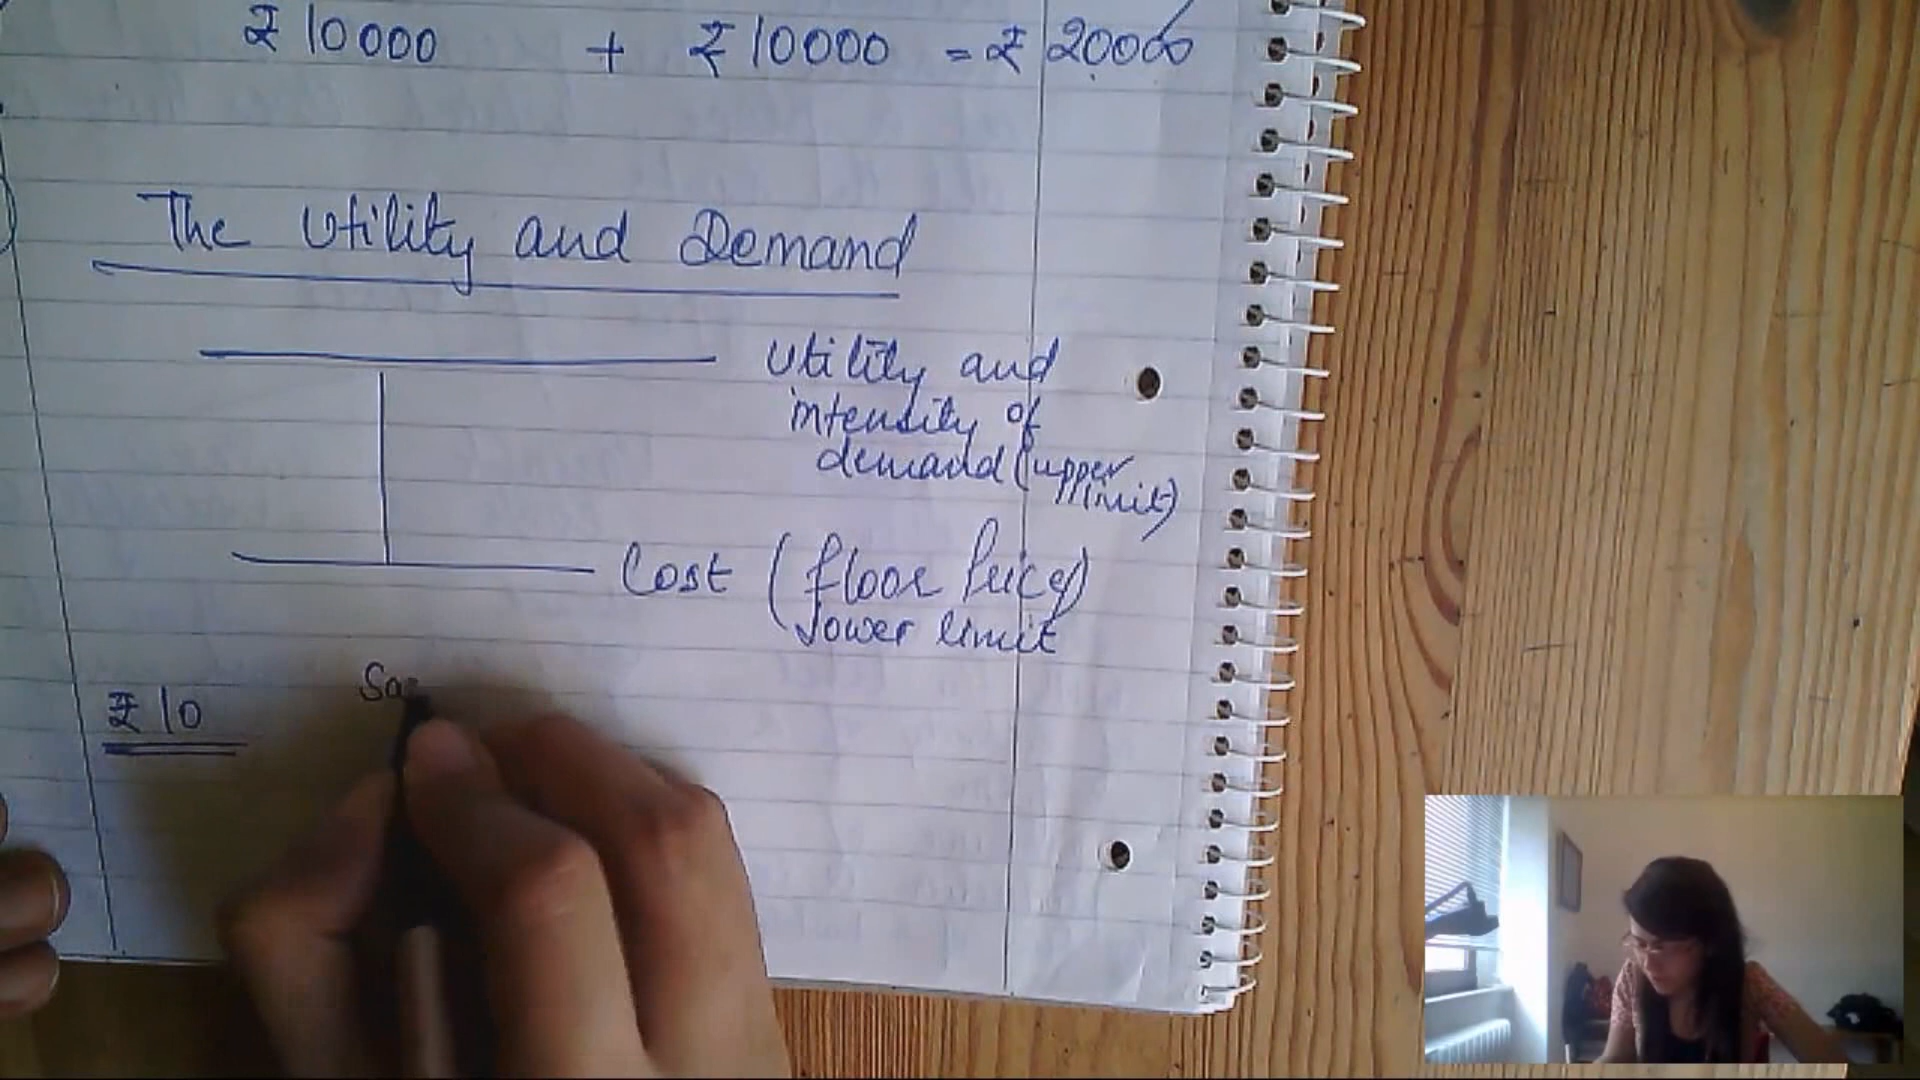 ₹ 10000 + ₹ 10000 = ₹ 20000
The Utility and Demand
Utility and
intensity of
demand (upper
limit)
Cost (floor Price)
lower limit
₹ 10